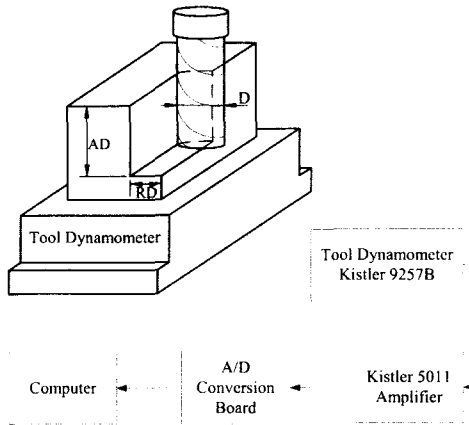 D
AD
RD
Tool Dynamometer
Tool Dynamometer
Kistler 9257B
Computer
A/D
Conversion
Board
Kistler 5011
Amplifier